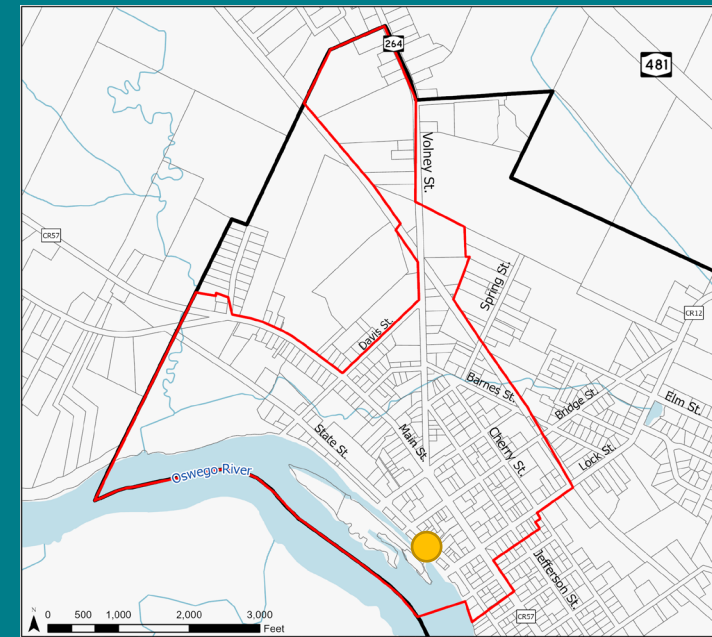 264
481
Volney St.
CR57
Spring St.
CR12
Davis St.
Barnes St.
Bridge St.
Elm St.
State St.
Main St.
Cherry St.
Lock St.
Oswego River
Jefferson St.
CR57
N
0 500 1,000 2,000 3,000
Feet